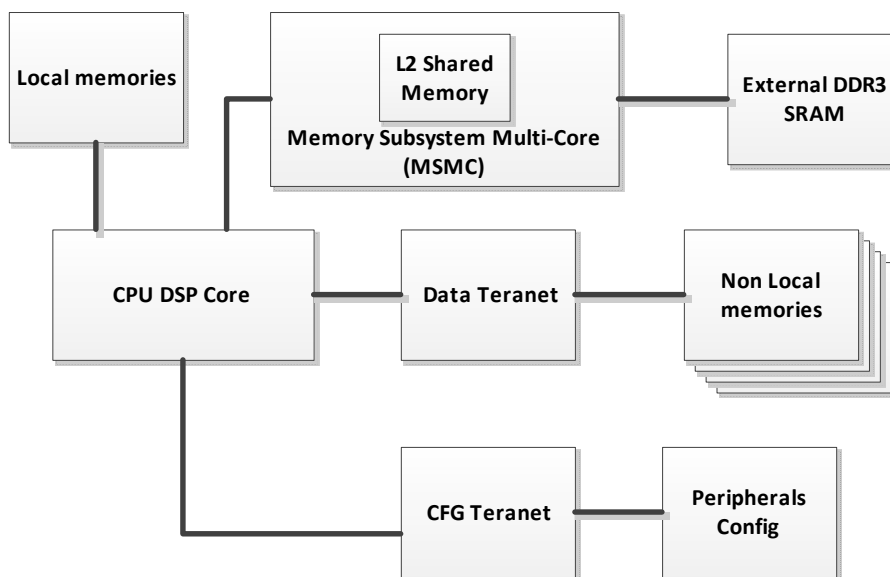 Local memories
L2 Shared
Memory
Memory Subsystem Multi-Core
(MSMC)
External DDR3
SRAM
CPU DSP Core
Data Teranet
Non Local
memories
CFG Teranet
Peripherals
Config